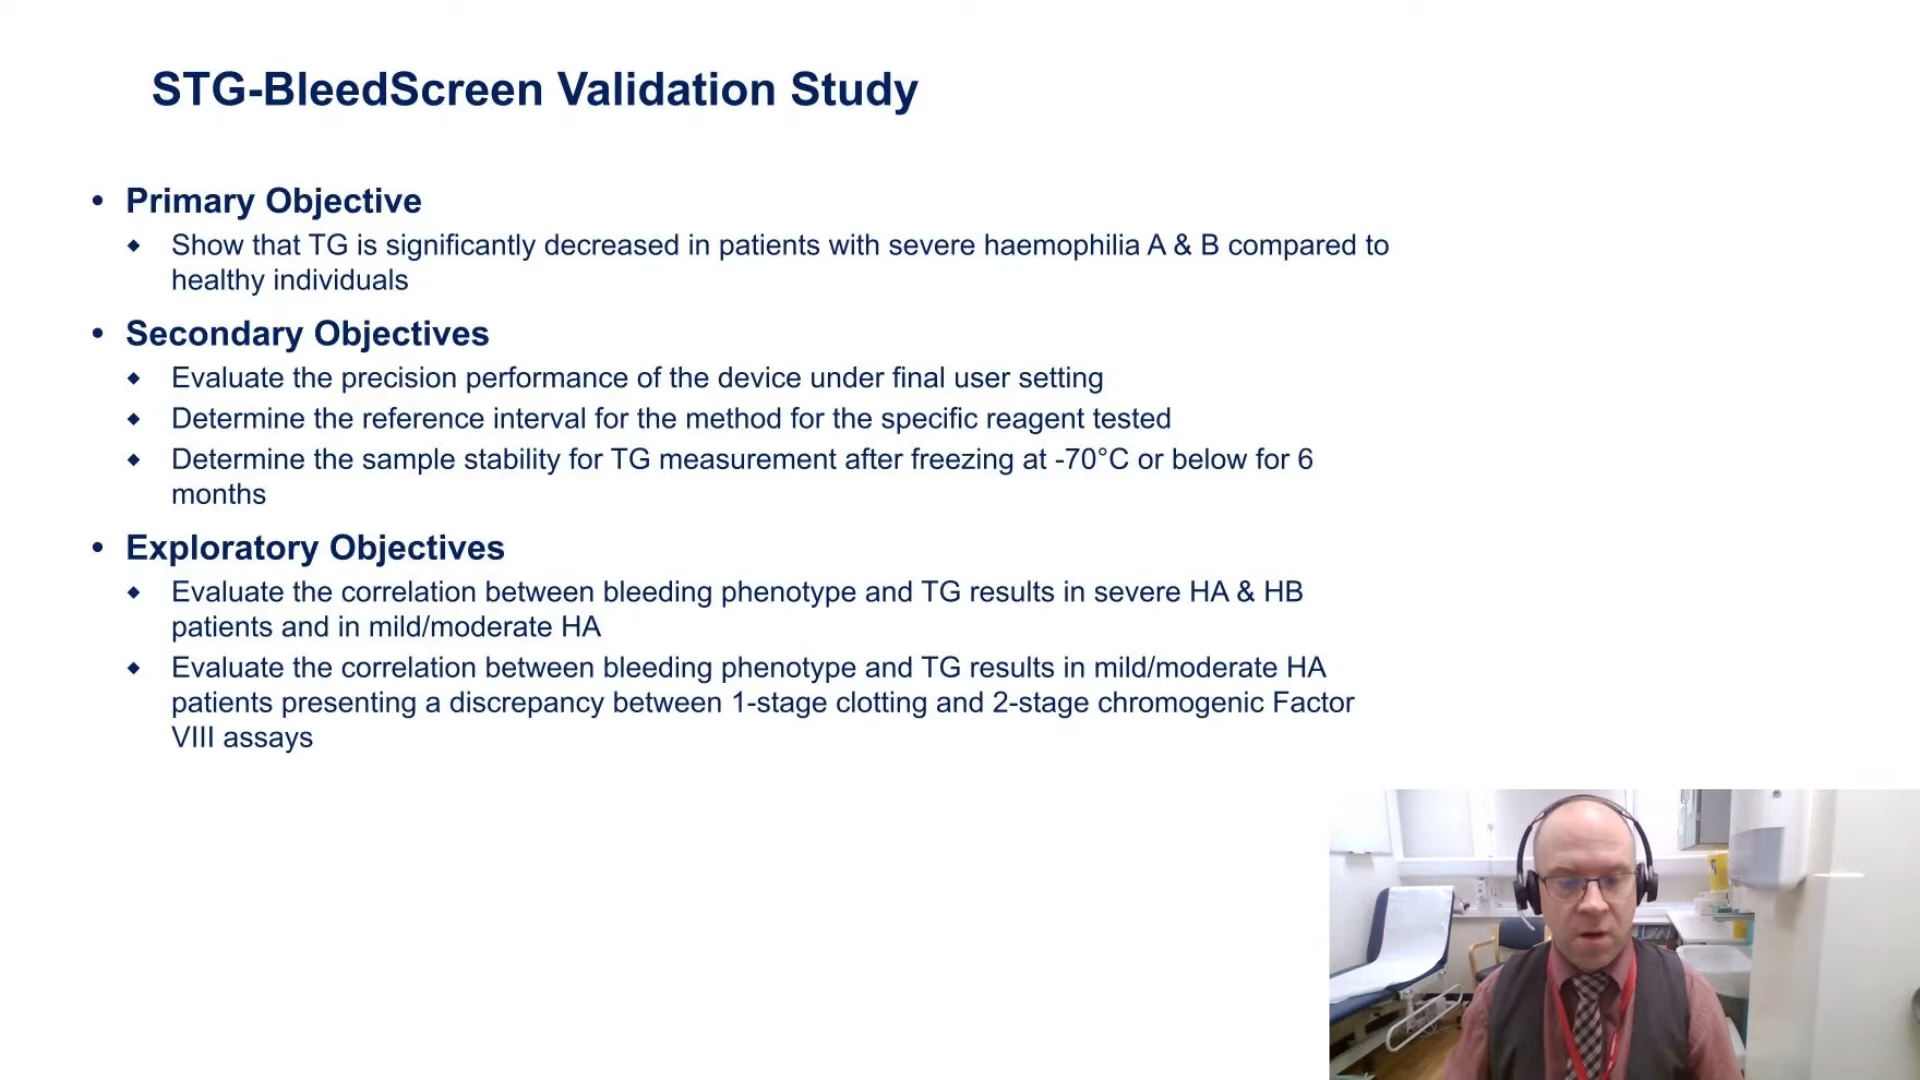 STG-BleedScreen Validation Study
• Primary Objective
◆ Show that TG is significantly decreased in patients with severe haemophilia A & B compared to
healthy individuals
• Secondary Objectives
◆ Evaluate the precision performance of the device under final user setting
◆ Determine the reference interval for the method for the specific reagent tested
◆ Determine the sample stability for TG measurement after freezing at -70°C or below for 6
months
• Exploratory Objectives
◆ Evaluate the correlation between bleeding phenotype and TG results in severe HA & HB
patients and in mild/moderate HA
◆ Evaluate the correlation between bleeding phenotype and TG results in mild/moderate HA
patients presenting a discrepancy between 1-stage clotting and 2-stage chromogenic Factor
VIII assays